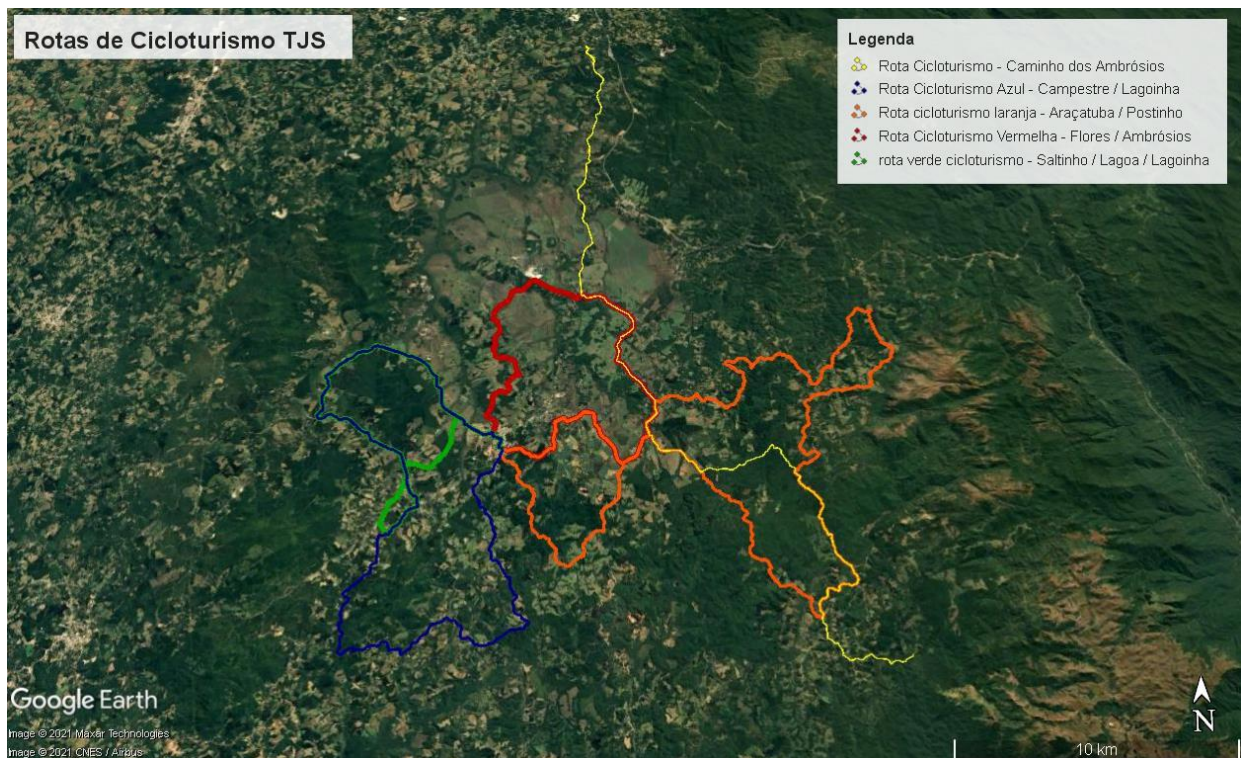 Rotas de Cicloturismo TJS
Legenda
Rota Cicloturismo - Caminho dos Ambrósios
Rota Cicloturismo Azul - Campestre / Lagoinha
Rota cicloturismo laranja - Araçatuba / Postinho
Rota Cicloturismo Vermelha - Flores / Ambrósios
rota verde cicloturismo - Saltinho / Lagoa / Lagoinha
Google Earth
Image © 2021 Maxar Technologies
Image © 2021 CNES / Airbus
N
10 km